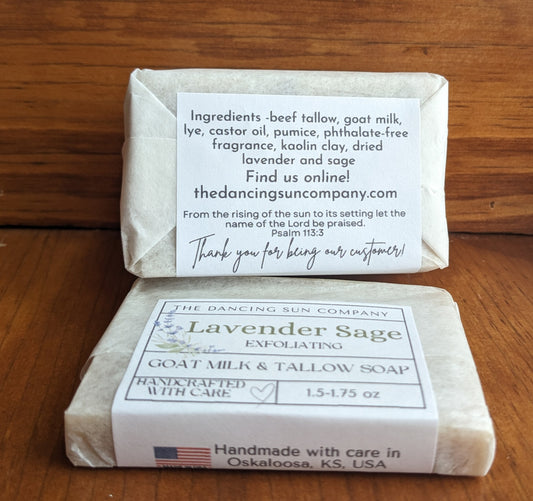 Ingredients -beef tallow, goat milk,
lye, castor oil, pumice, phthalate-free
fragrance, kaolin clay, dried
lavender and sage
Find us online!
thedancingsuncompany.com
From the rising of the sun to its setting let the
name of the Lord be praised.
Psalm 113:3
Thank you for being our customer!
THE DANCING SUN COMPANY
Lavender Sage
EXFOLIATING
GOAT MILK & TALLOW SOAP
HANDCRAFTED
WITH CARE
1.5-1.75 oz
Handmade with care in
Oskaloosa, KS, USA